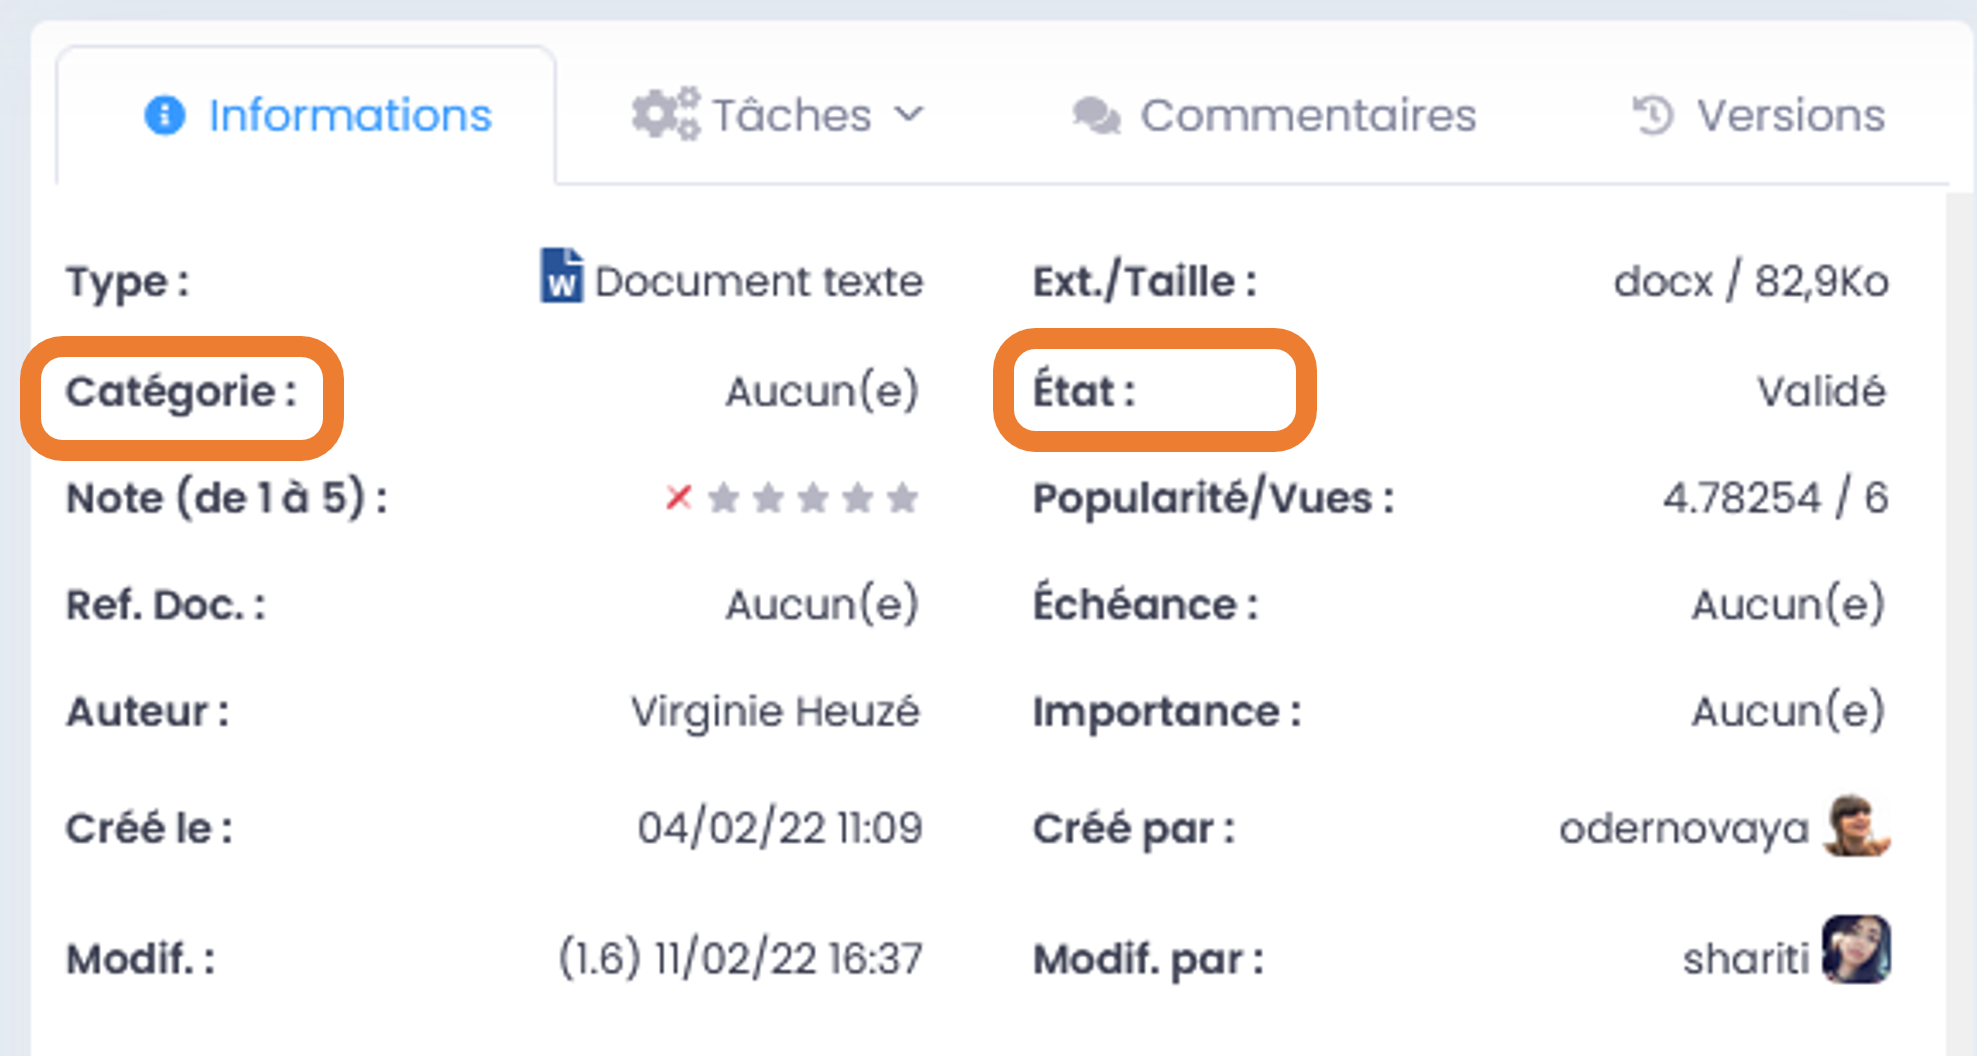 Informations Tâches Commentaires Versions
Type : Document texte Ext./Taille : docx / 82,9Ko
Catégorie : Aucun(e) État : Validé
Note (de 1 à 5) : Popularité/Vues : 4.78254 / 6
Ref. Doc. : Aucun(e) Échéance : Aucun(e)
Auteur : Virginie Heuzé Importance : Aucun(e)
Créé le : 04/02/22 11:09 Créé par : odernovaya
Modif. : (1.6) 11/02/22 16:37 Modif. par : shariti